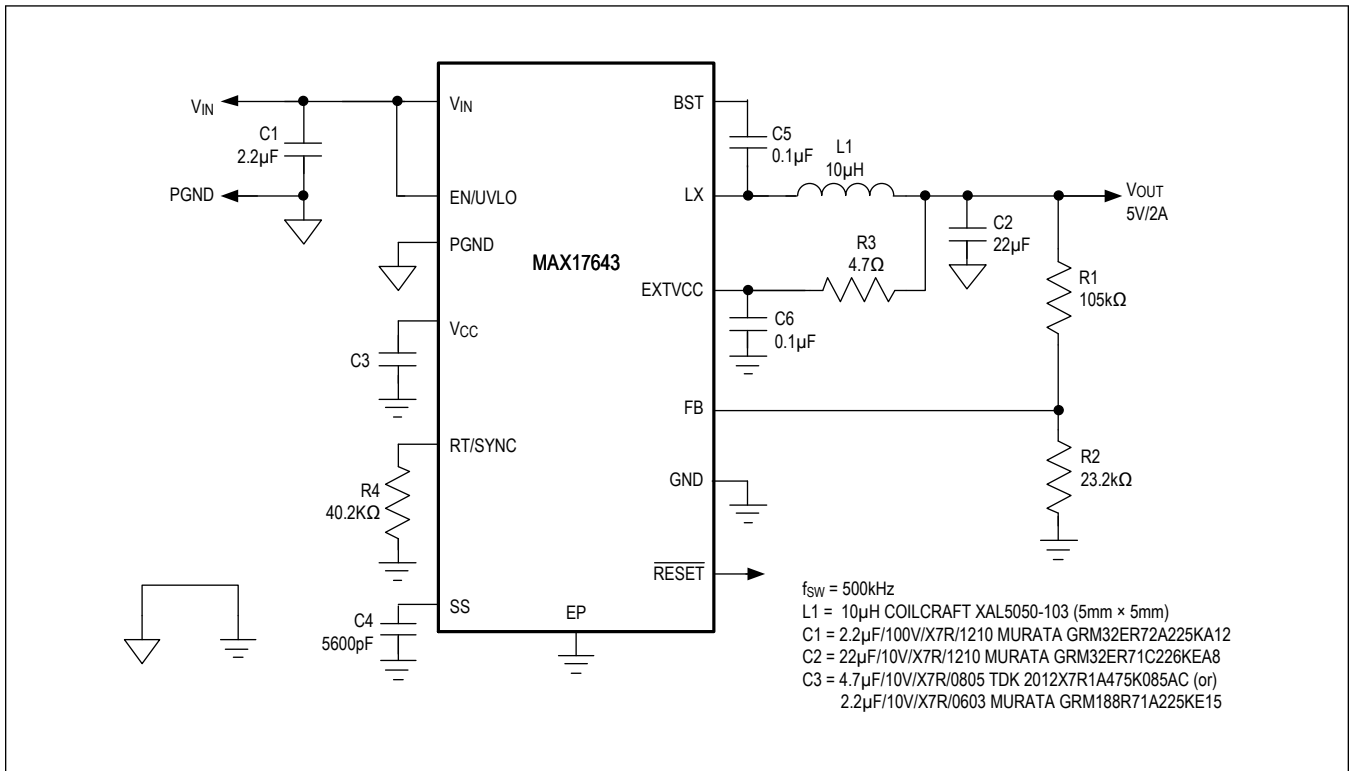 VIN
C1
2.2µF
PGND
VIN
EN/UVLO
PGND
VCC
C3
RT/SYNC
R4
40.2KΩ
SS
C4
5600pF
MAX17643
EP
BST
C5
0.1µF
LX
L1
10µH
EXTVCC
R3
4.7Ω
C6
0.1µF
C2
22µF
VOUT
5V/2A
R1
105kΩ
FB
R2
23.2kΩ
GND
RESET
fSW = 500kHz
L1 = 10µH COILCRAFT XAL5050-103 (5mm × 5mm)
C1 = 2.2µF/100V/X7R/1210 MURATA GRM32ER72A225KA12
C2 = 22µF/10V/X7R/1210 MURATA GRM32ER71C226KEA8
C3 = 4.7µF/10V/X7R/0805 TDK 2012X7R1A475K085AC (or)
2.2µF/10V/X7R/0603 MURATA GRM188R71A225KE15